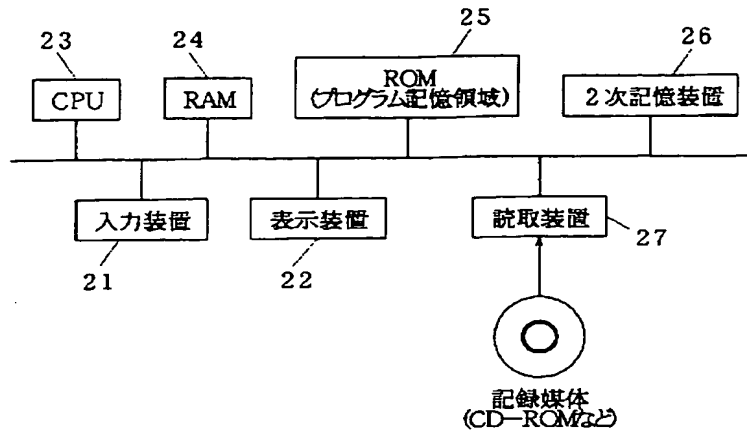 23
24
25
26
CPU
RAM
ROM
(プログラム記憶領域)
2次記憶装置
入力装置
表示装置
読取装置
21
22
27
記録媒体
(CD—ROMなど)